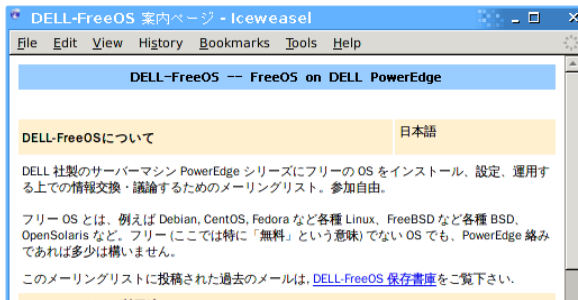 DELL-FreeOS 案内ページ - Iceweasel
File Edit View History Bookmarks Tools Help
DELL-FreeOS -- FreeOS on DELL PowerEdge
DELL-FreeOSについて 日本語
DELL 社製のサーバーマシン PowerEdge シリーズにフリーの OS をインストール、設定、運用す
る上での情報交換・議論するためのメーリングリスト。参加自由。
フリー OS とは、例えば Debian, CentOS, Fedora など各種 Linux、FreeBSD など各種 BSD、
OpenSolaris など。フリー (ここでは特に「無料」という意味) でない OS でも、PowerEdge 絡み
であれば多少は構いません。
このメーリングリストに投稿された過去のメールは, DELL-FreeOS 保存書庫をご覧下さい.